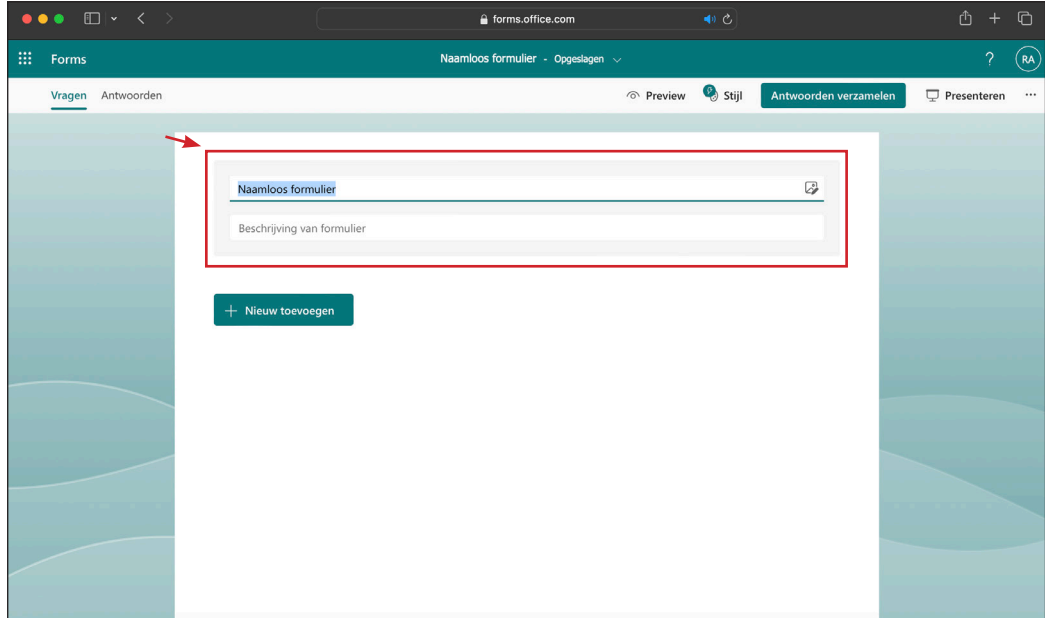 forms.office.com
Forms
Naamloos formulier - Opgeslagen
? RA
Vragen Antwoorden
Preview Stijl Antwoorden verzamelen Presenteren ...
Naamloos formulier
Beschrijving van formulier
+ Nieuw toevoegen